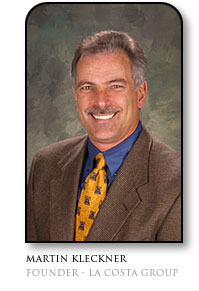 MARTIN KLECKNER
FOUNDER - LA COSTA GROUP